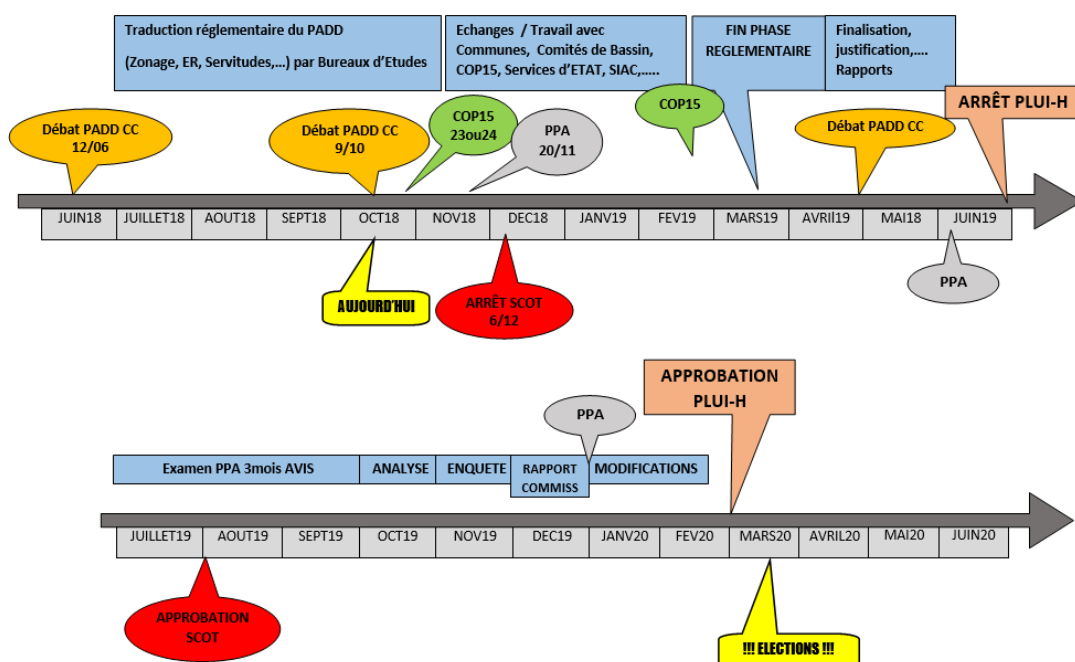 Traduction réglementaire du PADD
(Zonage, ER, Servitudes,...) par Bureaux d'Etudes
Echanges / Travail avec
Communes, Comités de Bassin,
COP15, Services d'ETAT, SIAC,.....
FIN PHASE
REGLEMENTAIRE
Finalisation,
justification,....
Rapports
ARRÊT PLUI-H
Débat PADD CC
12/06
Débat PADD CC
9/10
COP15
23ou24
PPA
20/11
COP15
Débat PADD CC
JUIN18
JUILLET18
AOUT18
SEPT18
OCT18
NOV18
DEC18
JANV19
FEV19
MARS19
AVRIl19
MAI18
JUIN19
AUJOURD'HUI
ARRÊT SCOT
6/12
PPA
APPROBATION
PLUI-H
PPA
Examen PPA 3mois AVIS
ANALYSE
ENQUETE
RAPPORT
COMMISS
MODIFICATIONS
JUILLET19
AOUT19
SEPT19
OCT19
NOV19
DEC19
JANV20
FEV20
MARS20
AVRIL20
MAI20
JUIN20
APPROBATION
SCOT
!!! ELECTIONS !!!